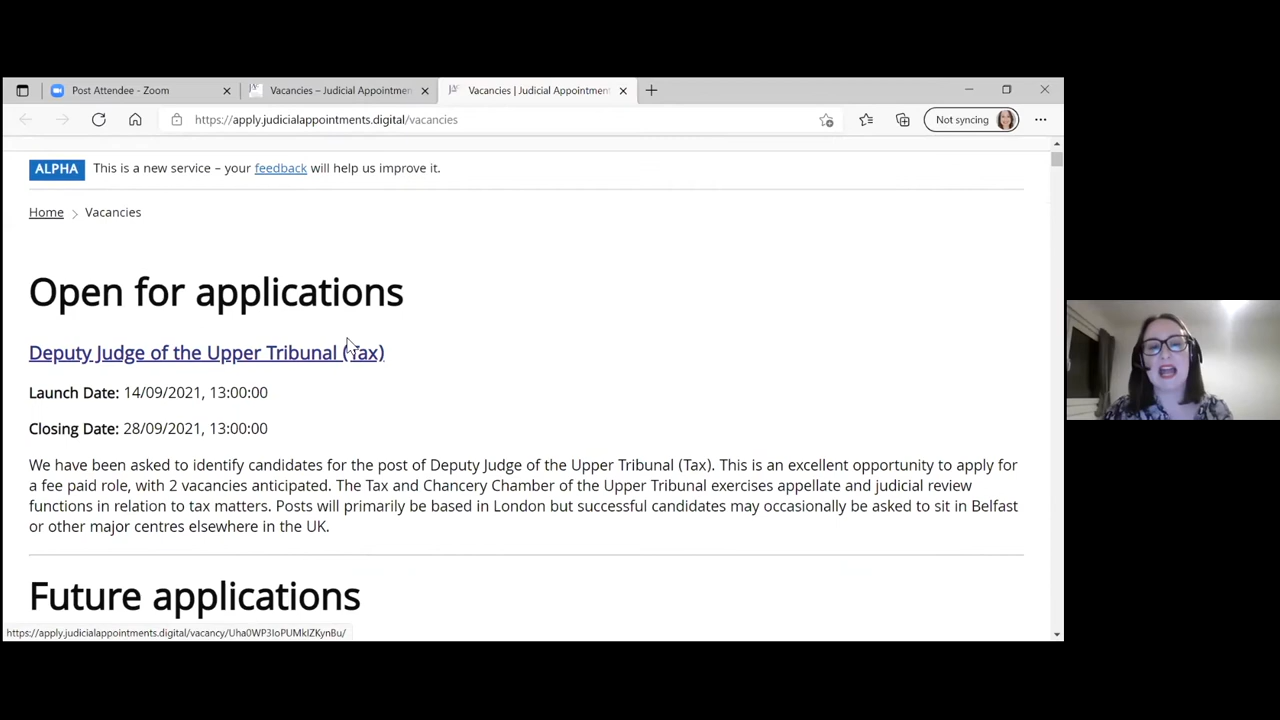 Post Attendee - Zoom
Vacancies – Judicial Appointmen
Vacancies | Judicial Appointment
https://apply.judicialappointments.digital/vacancies
Not syncing
ALPHA This is a new service – your feedback will help us improve it.
Home > Vacancies
Open for applications
Deputy Judge of the Upper Tribunal (Tax)
Launch Date: 14/09/2021, 13:00:00
Closing Date: 28/09/2021, 13:00:00
We have been asked to identify candidates for the post of Deputy Judge of the Upper Tribunal (Tax). This is an excellent opportunity to apply for
a fee paid role, with 2 vacancies anticipated. The Tax and Chancery Chamber of the Upper Tribunal exercises appellate and judicial review
functions in relation to tax matters. Posts will primarily be based in London but successful candidates may occasionally be asked to sit in Belfast
or other major centres elsewhere in the UK.
Future applications